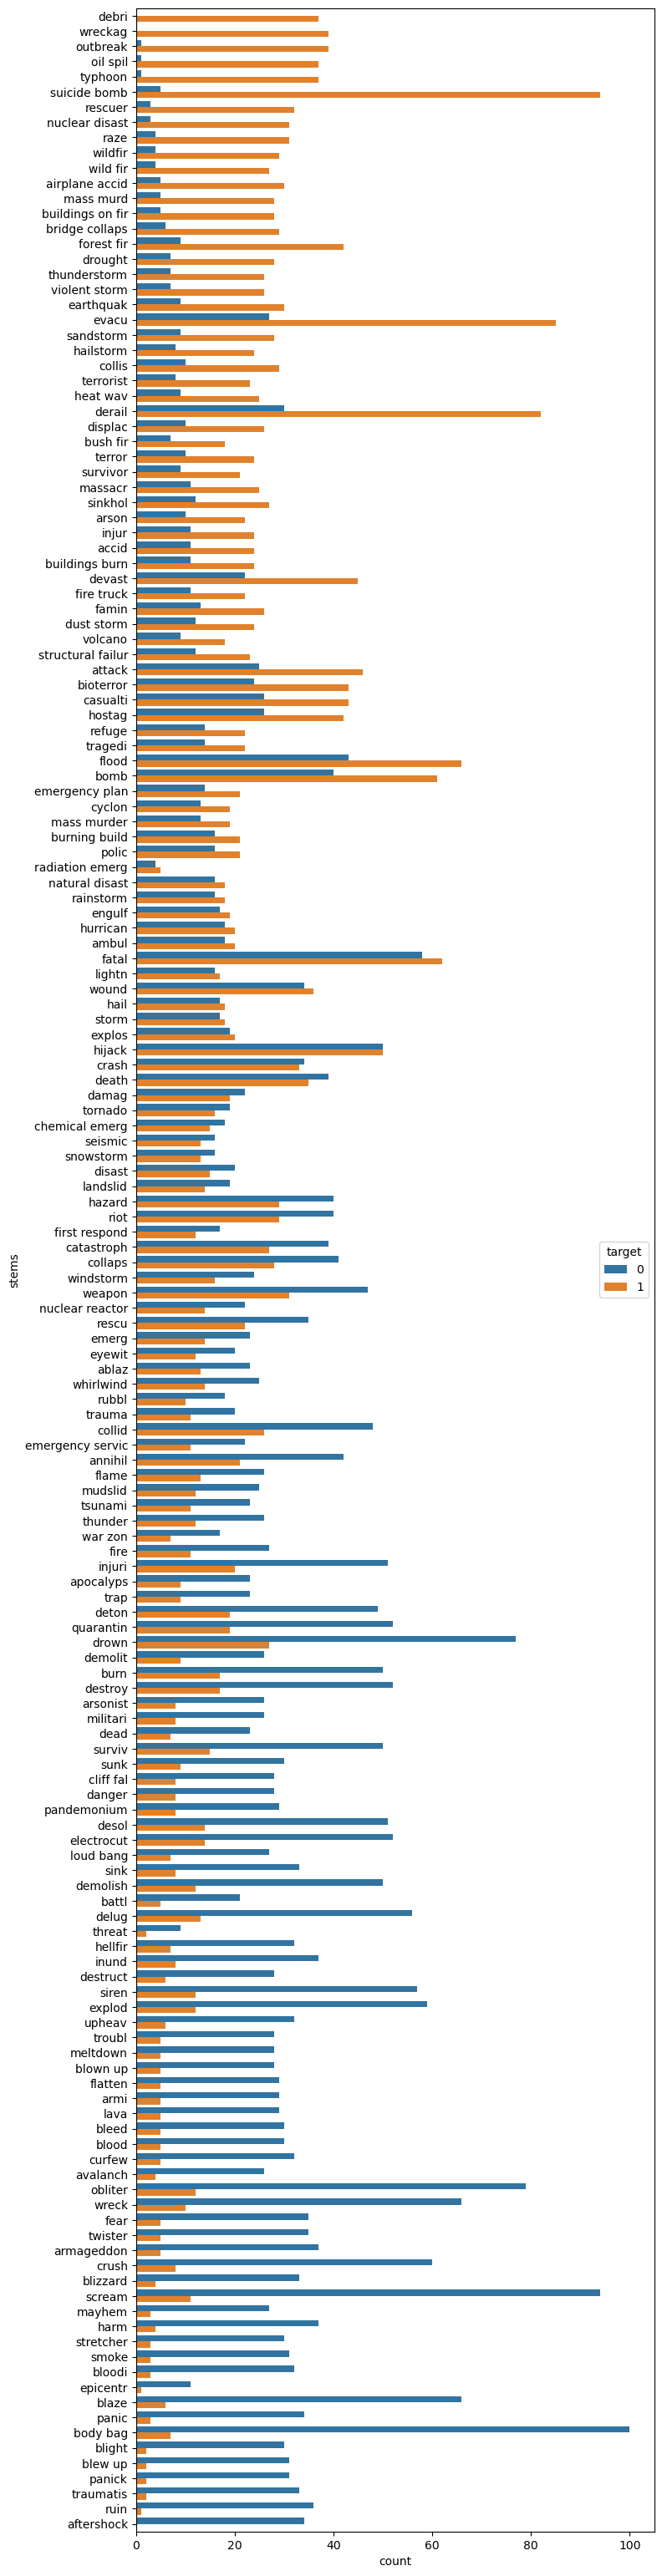 debri
wreckag
outbreak
oil spil
typhoon
suicide bomb
rescuer
nuclear disast
raze
wildfir
wild fir
airplane accid
mass murd
buildings on fir
bridge collaps
forest fir
drought
thunderstorm
violent storm
earthquak
evacu
sandstorm
hailstorm
collis
terrorist
heat wav
derail
displac
bush fir
terror
survivor
massacr
sinkhol
arson
injur
accid
buildings burn
devast
fire truck
famin
dust storm
volcano
structural failur
attack
bioterror
casualti
hostag
refuge
tragedi
flood
bomb
emergency plan
cyclon
mass murder
burning build
polic
radiation emerg
natural disast
rainstorm
engulf
hurrican
ambul
fatal
lightn
wound
hail
storm
explos
hijack
crash
death
damag
tornado
chemical emerg
seismic
snowstorm
disast
landslid
hazard
riot
first respond
catastroph
collaps
windstorm
weapon
nuclear reactor
rescu
emerg
eyewit
ablaz
whirlwind
rubbl
trauma
collid
emergency servic
annihil
flame
mudslid
tsunami
thunder
war zon
fire
injuri
apocalyps
trap
deton
quarantin
drown
demolit
burn
destroy
arsonist
militari
dead
surviv
sunk
cliff fal
danger
pandemonium
desol
electrocut
loud bang
sink
demolish
battl
delug
threat
hellfir
inund
destruct
siren
explod
upheav
troubl
meltdown
blown up
flatten
armi
lava
bleed
blood
curfew
avalanch
obliter
wreck
fear
twister
armageddon
crush
blizzard
scream
mayhem
harm
stretcher
smoke
bloodi
epicentr
blaze
panic
body bag
blight
blew up
panick
traumatis
ruin
aftershock
stems
target
0
1
0 20 40 60 80 100
count